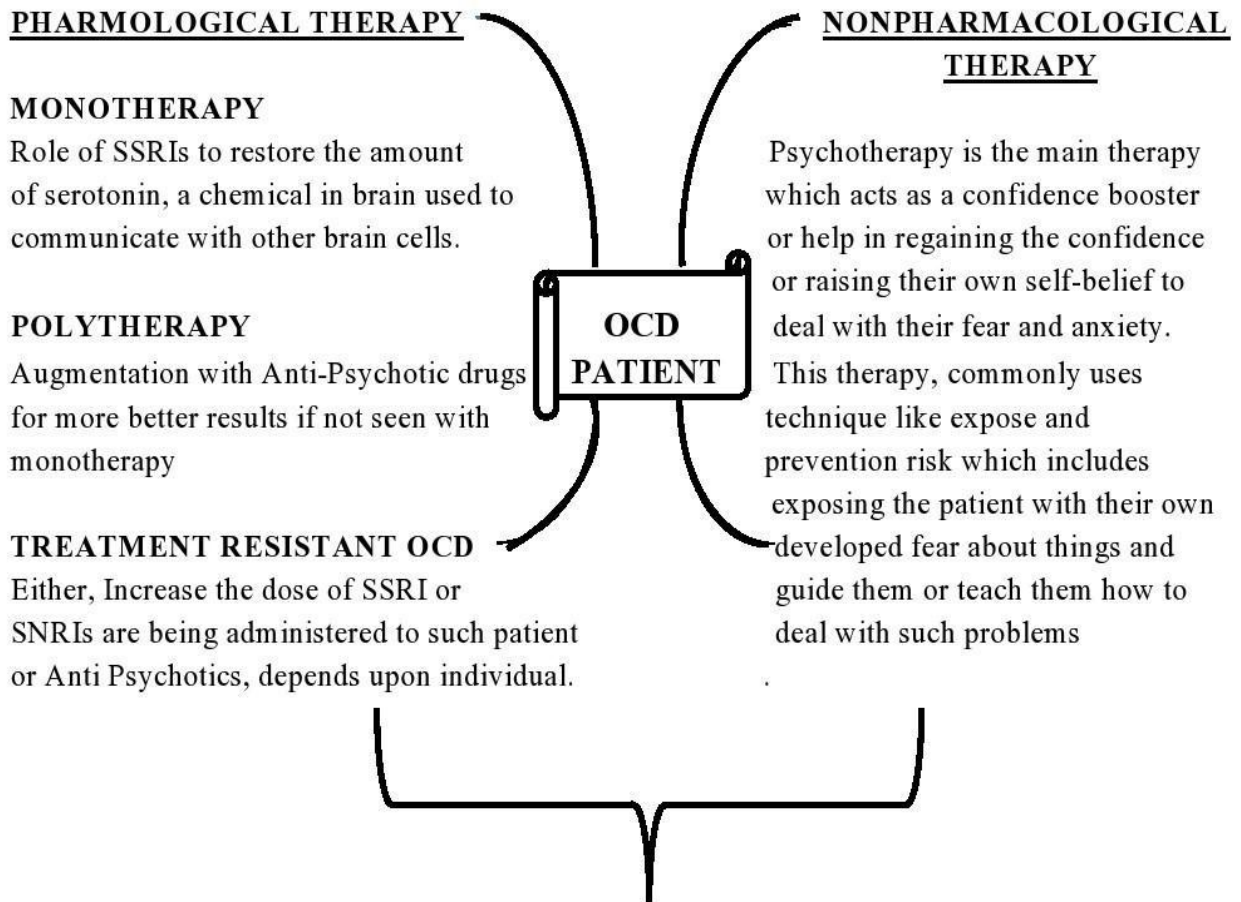 PHARMOLOGICAL THERAPY
MONOTHERAPY
Role of SSRIs to restore the amount
of serotonin, a chemical in brain used to
communicate with other brain cells.
POLYTHERAPY
Augmentation with Anti-Psychotic drugs
for more better results if not seen with
monotherapy
TREATMENT RESISTANT OCD
Either, Increase the dose of SSRI or
SNRIs are being administered to such patient
or Anti Psychotics, depends upon individual.
OCD
PATIENT
NONPHARMACOLOGICAL
THERAPY
Psychotherapy is the main therapy
which acts as a confidence booster
or help in regaining the confidence
or raising their own self-belief to
deal with their fear and anxiety.
This therapy, commonly uses
technique like expose and
prevention risk which includes
exposing the patient with their own
developed fear about things and
guide them or teach them how to
deal with such problems
.